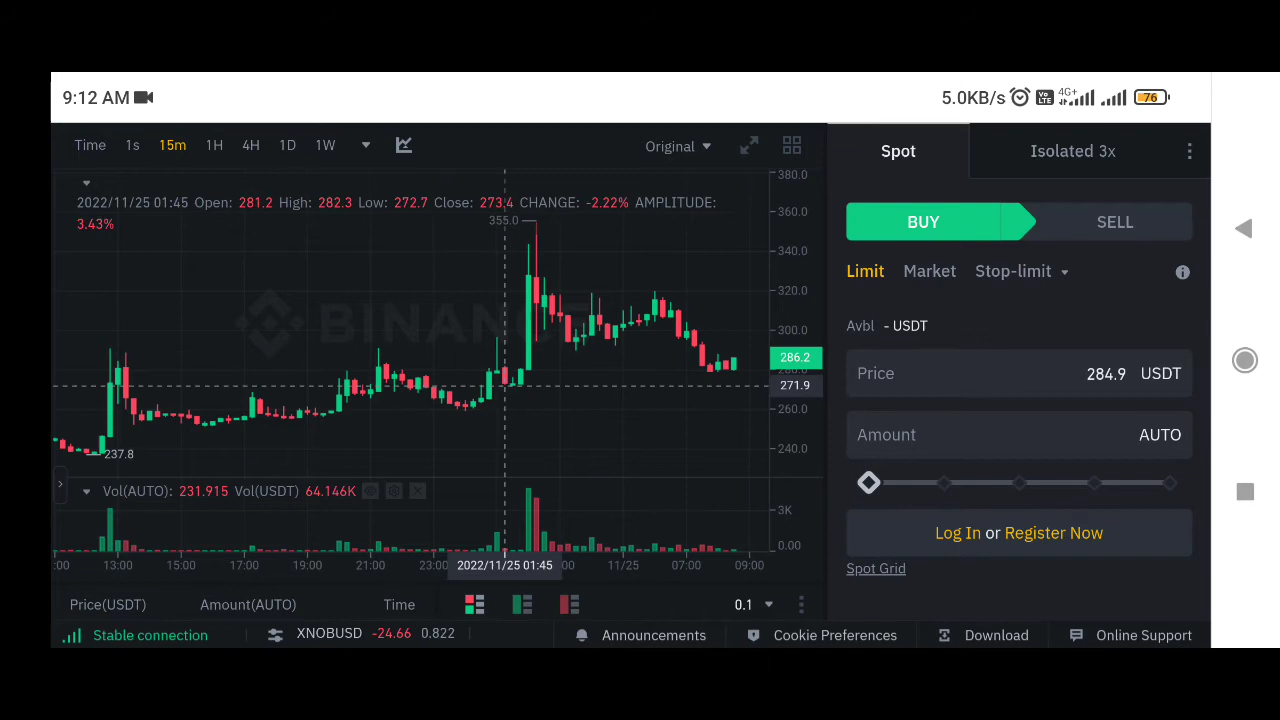 9:12 AM 5.0KB/s Vo LTE 4G+ 76
Time 1s 15m 1H 4H 1D 1W Original
Spot Isolated 3x
2022/11/25 01:45 Open: 281.2 High: 282.3 Low: 272.7 Close: 273.4 CHANGE: -2.22% AMPLITUDE:
3.43%
380.0
360.0
355.0
340.0
320.0
300.0
286.2
271.9
260.0
240.0
237.8
BINANCE
BUY SELL
Limit Market Stop-limit
Avbl - USDT
Price 284.9 USDT
Amount AUTO
Log In or Register Now
Spot Grid
Vol(AUTO): 231.915 Vol(USDT) 64.146K
3K
0.00
:00 13:00 15:00 17:00 19:00 21:00 23:00 2022/11/25 01:45 :00 11/25 07:00 09:00
Price(USDT) Amount(AUTO) Time 0.1
Stable connection XNOBUSD -24.66 0.822 Announcements Cookie Preferences Download Online Support